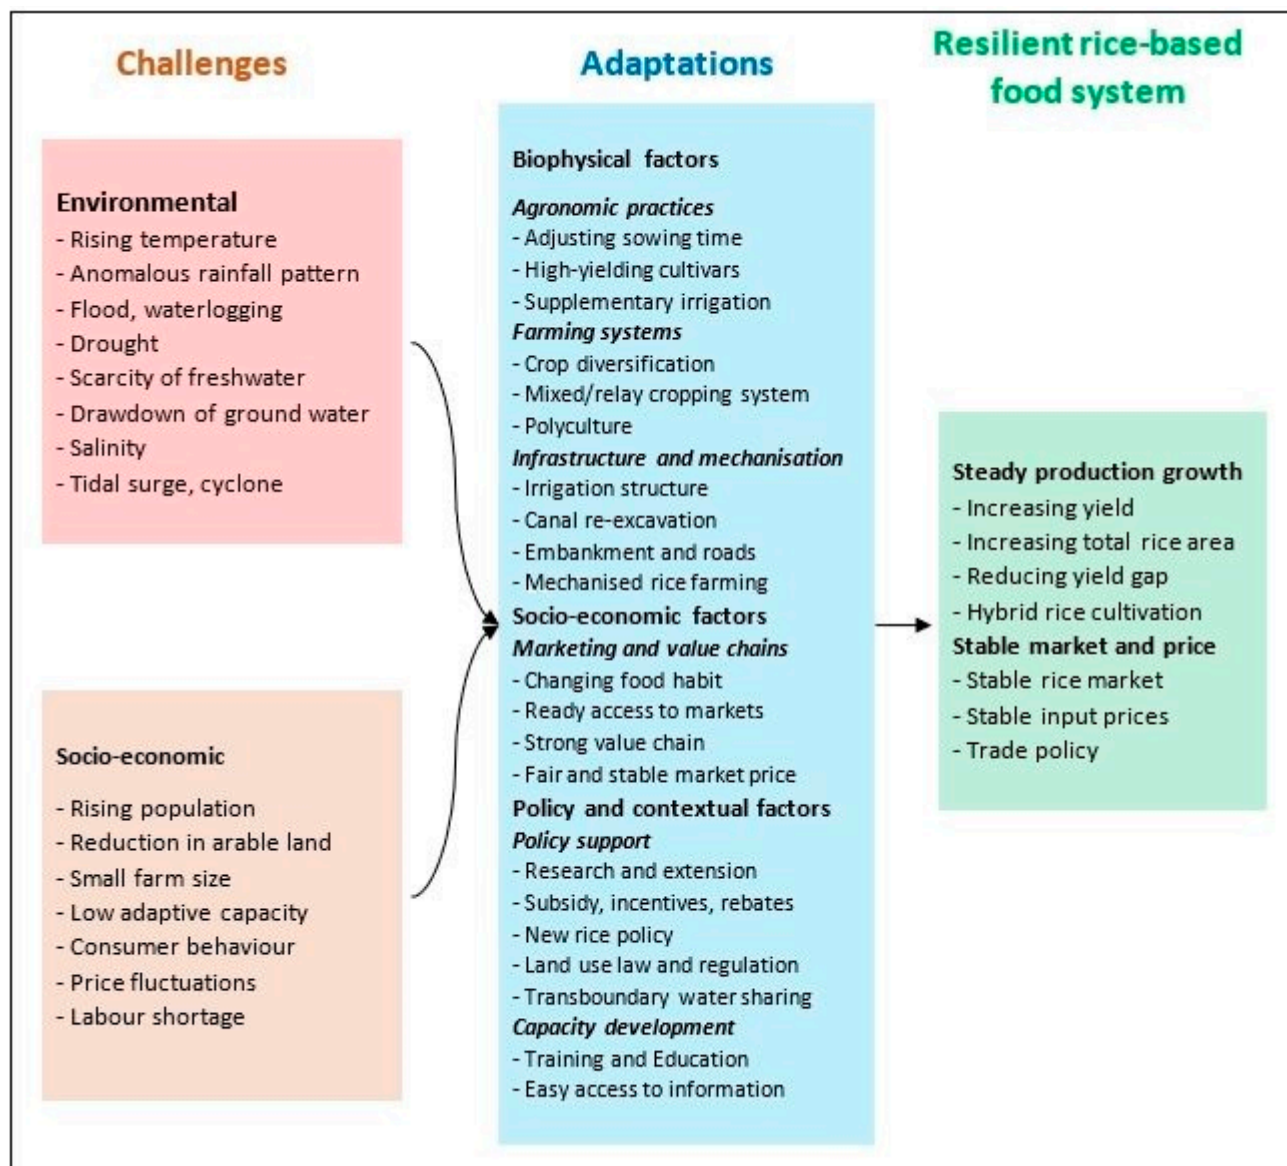 Challenges
Environmental
- Rising temperature
- Anomalous rainfall pattern
- Flood, waterlogging
- Drought
- Scarcity of freshwater
- Drawdown of ground water
- Salinity
- Tidal surge, cyclone
Socio-economic
- Rising population
- Reduction in arable land
- Small farm size
- Low adaptive capacity
- Consumer behaviour
- Price fluctuations
- Labour shortage
Adaptations
Biophysical factors
Agronomic practices
- Adjusting sowing time
- High-yielding cultivars
- Supplementary irrigation
Farming systems
- Crop diversification
- Mixed/relay cropping system
- Polyculture
Infrastructure and mechanisation
- Irrigation structure
- Canal re-excavation
- Embankment and roads
- Mechanised rice farming
Socio-economic factors
Marketing and value chains
- Changing food habit
- Ready access to markets
- Strong value chain
- Fair and stable market price
Policy and contextual factors
Policy support
- Research and extension
- Subsidy, incentives, rebates
- New rice policy
- Land use law and regulation
- Transboundary water sharing
Capacity development
- Training and Education
- Easy access to information
Resilient rice-based
food system
Steady production growth
- Increasing yield
- Increasing total rice area
- Reducing yield gap
- Hybrid rice cultivation
Stable market and price
- Stable rice market
- Stable input prices
- Trade policy